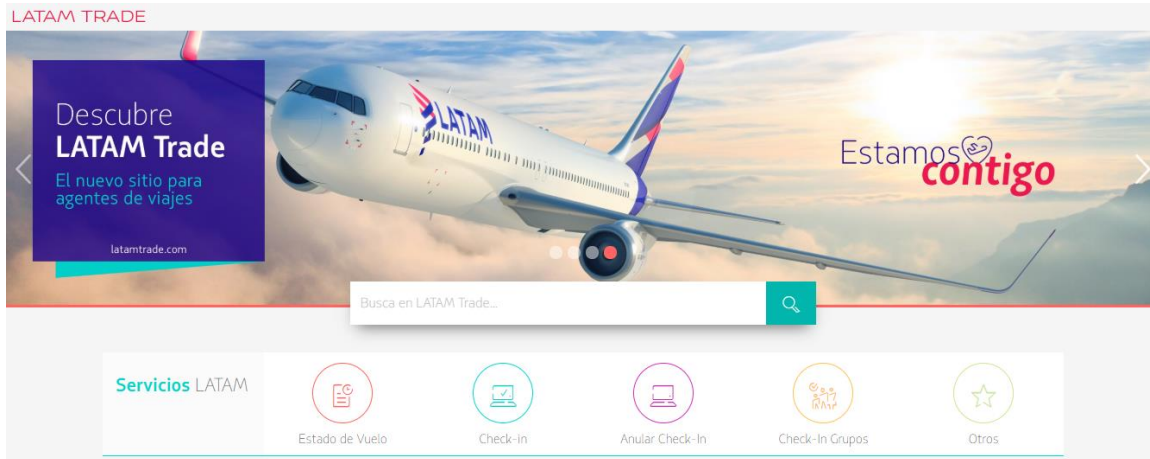 LATAM TRADE
Descubre
LATAM Trade
El nuevo sitio para
agentes de viajes
latamtrade.com
LATAM
Estamos
contigo
Busca en LATAM Trade...
Servicios LATAM
Estado de Vuelo
Check-in
Anular Check-In
Check-In Grupos
Otros